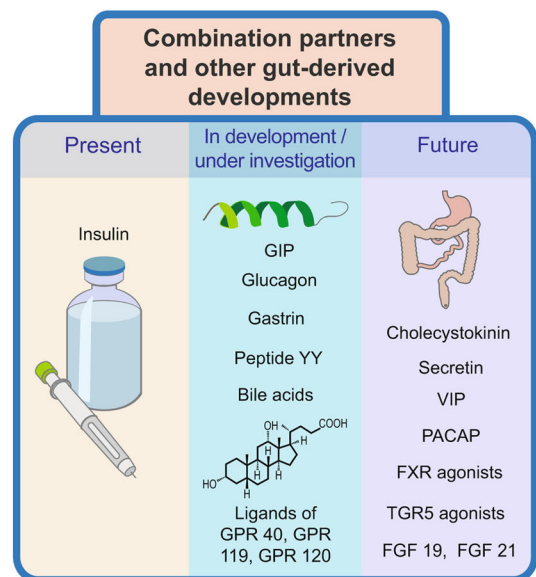 Combination partners
and other gut-derived
developments
Present
In development /
under investigation
Future
Insulin
GIP
Glucagon
Gastrin
Peptide YY
Bile acids
OH
COOH
H
H
H
H
HO
H
Ligands of
GPR 40, GPR
119, GPR 120
Cholecystokinin
Secretin
VIP
PACAP
FXR agonists
TGR5 agonists
FGF 19, FGF 21